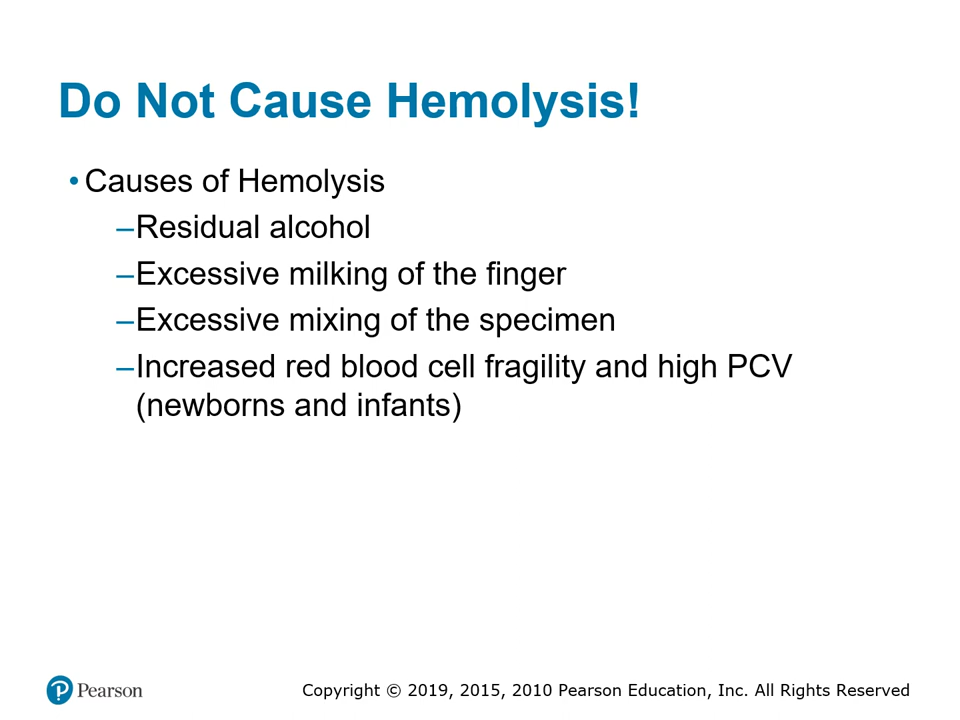 Do Not Cause Hemolysis!
• Causes of Hemolysis
–Residual alcohol
–Excessive milking of the finger
–Excessive mixing of the specimen
–Increased red blood cell fragility and high PCV
(newborns and infants)
Pearson
Copyright © 2019, 2015, 2010 Pearson Education, Inc. All Rights Reserved